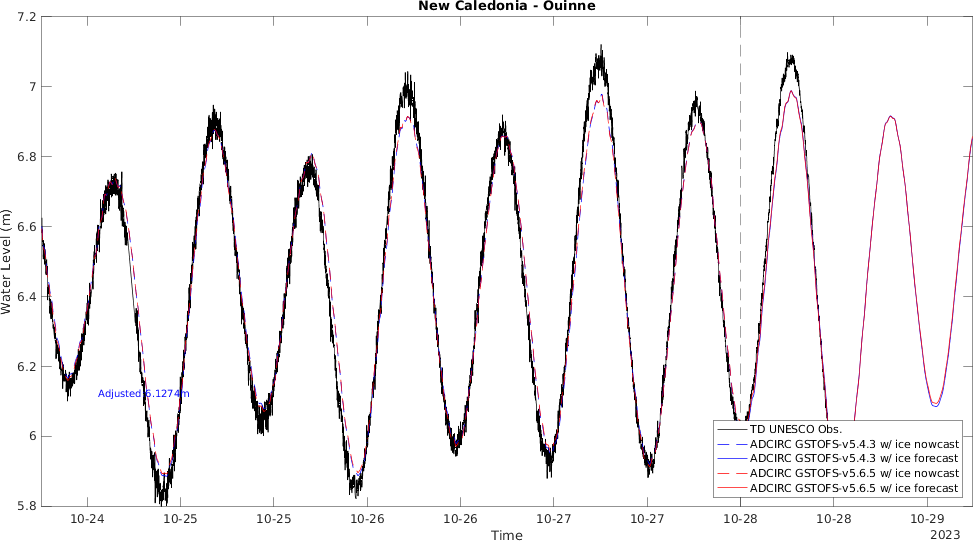 New Caledonia - Ouinne
7.2
7
6.8
6.6
6.4
6.2
6
5.8
Water Level (m)
Adjusted 6.1274m
TD UNESCO Obs.
ADCIRC GSTOFS-v5.4.3 w/ ice nowcast
ADCIRC GSTOFS-v5.4.3 w/ ice forecast
ADCIRC GSTOFS-v5.6.5 w/ ice nowcast
ADCIRC GSTOFS-v5.6.5 w/ ice forecast
10-24 10-25 10-25 10-26 10-26 10-27 10-27 10-28 10-28 10-29
Time
2023